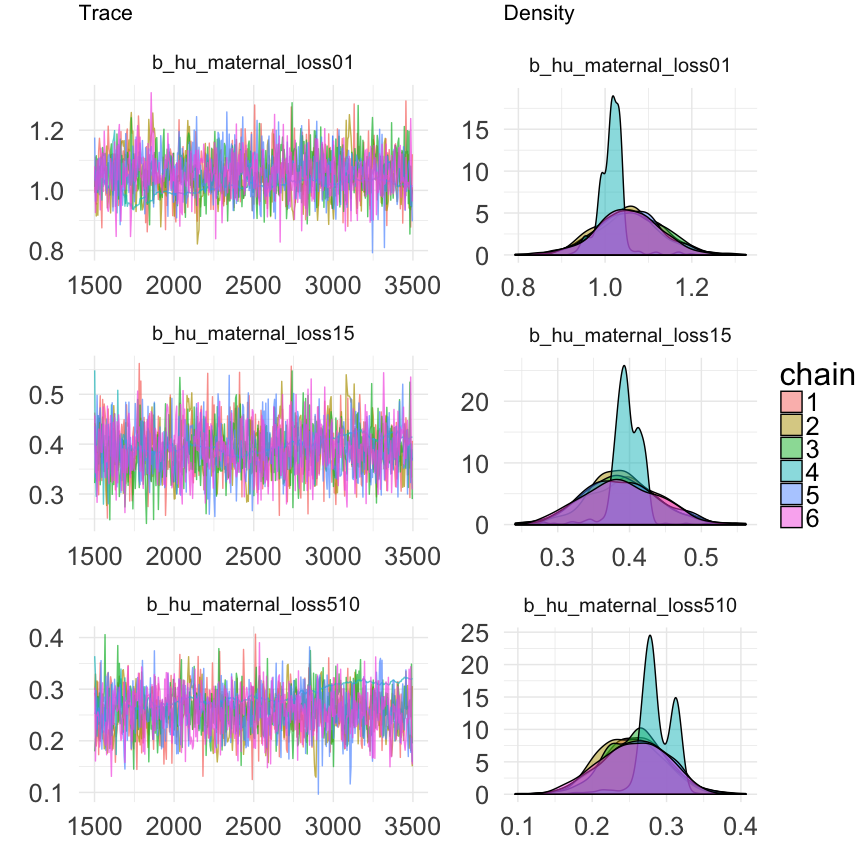 Trace Density
b_hu_maternal_loss01 b_hu_maternal_loss01
1.2
1.0
0.8
1500 2000 2500 3000 3500
15
10
5
0
0.8 1.0 1.2
b_hu_maternal_loss15 b_hu_maternal_loss15
0.5
0.4
0.3
1500 2000 2500 3000 3500
20
10
0
0.3 0.4 0.5
chain
1
2
3
4
5
6
b_hu_maternal_loss510 b_hu_maternal_loss510
0.4
0.3
0.2
0.1
1500 2000 2500 3000 3500
25
20
15
10
5
0
0.1 0.2 0.3 0.4